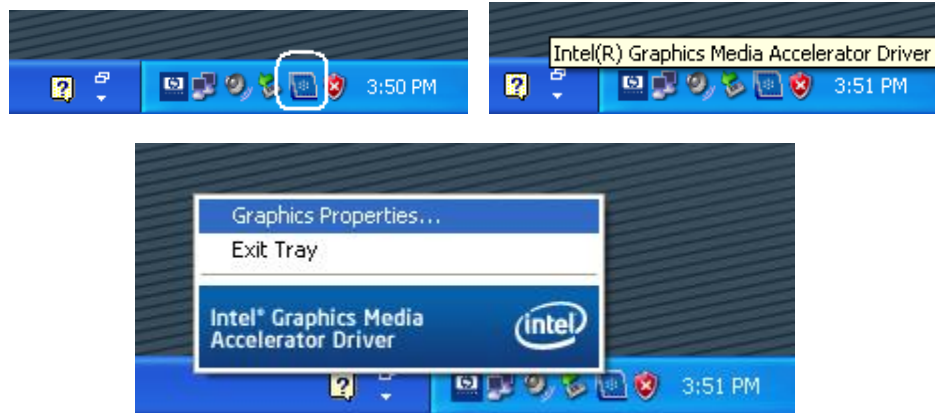 3:50 PM
Intel(R) Graphics Media Accelerator Driver
3:51 PM
Graphics Properties...
Exit Tray
Intel® Graphics Media
Accelerator Driver
(intel)
3:51 PM